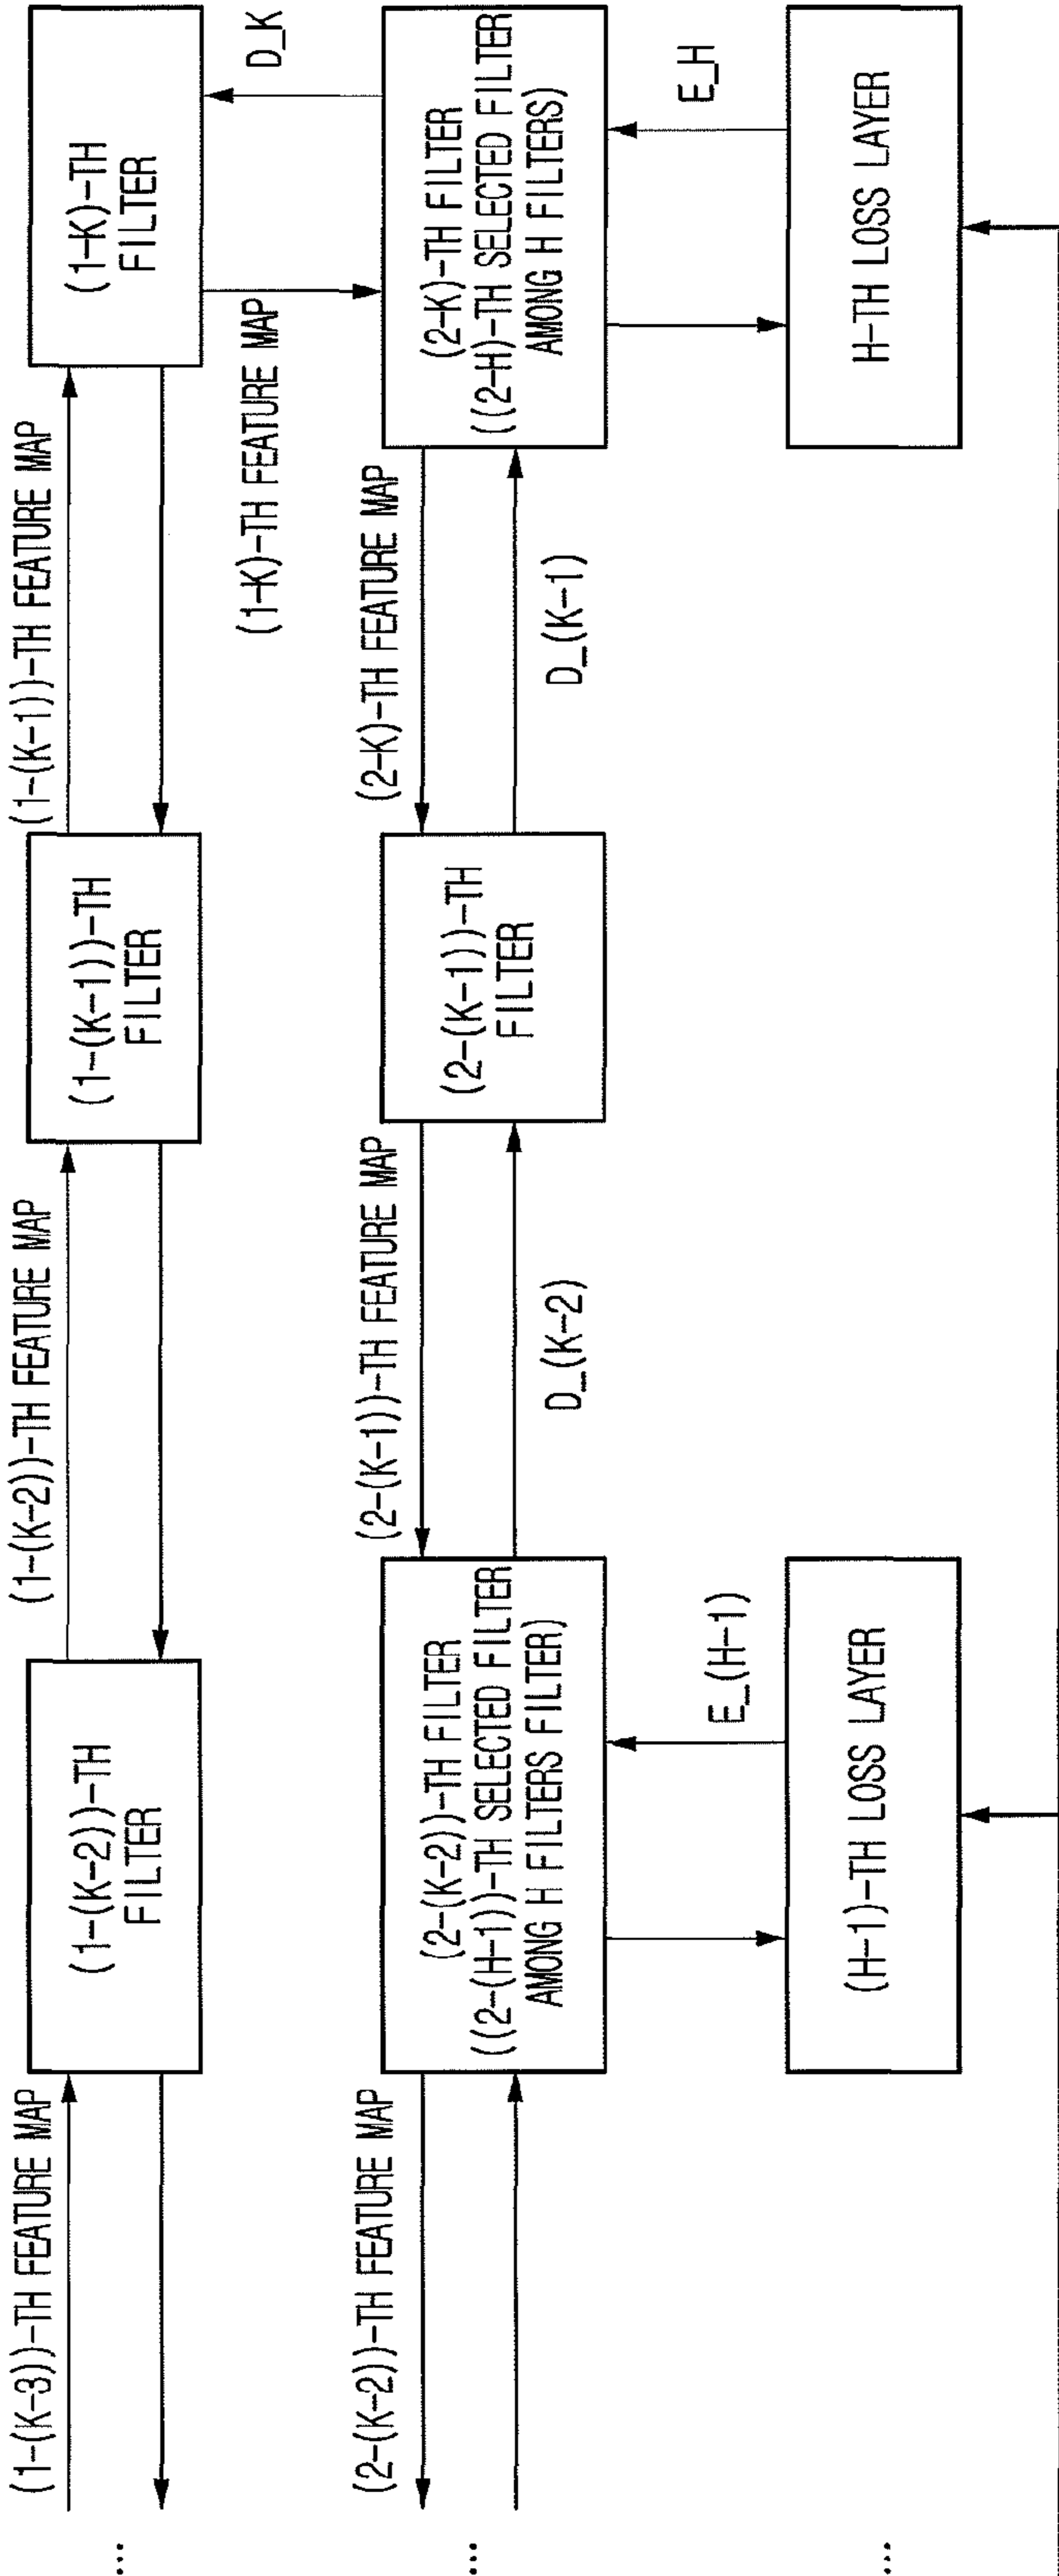 (1-(K-3))-TH FEATURE MAP
(1-(K-2))-TH
FILTER
(1-(K-2))-TH FEATURE MAP
(1-(K-1))-TH
FILTER
(1-(K-1))-TH FEATURE MAP
(1-K)-TH
FILTER
(1-K)-TH FEATURE MAP
D_K
(2-(K-2))-TH FEATURE MAP
(2-(K-2))-TH FILTER
((2-(H-1))-TH SELECTED FILTER
AMONG H FILTERS FILTER)
(2-(K-1))-TH FEATURE MAP
D_(K-2)
(2-(K-1))-TH
FILTER
(2-K)-TH FEATURE MAP
D_(K-1)
(2-K)-TH FILTER
((2-H)-TH SELECTED FILTER
AMONG H FILTERS)
E_(H-1)
E_H
(H-1)-TH LOSS LAYER
H-TH LOSS LAYER
...
...
...